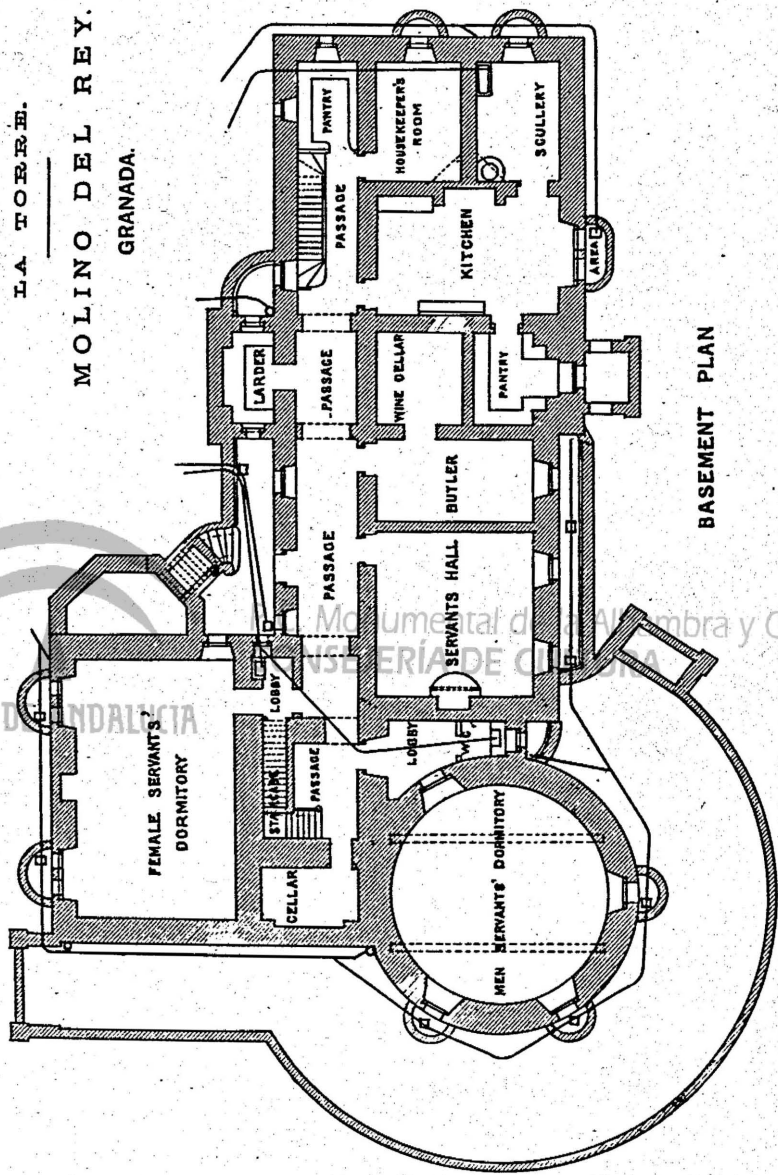 LA TORRE.
MOLINO DEL REY.
GRANADA.
PANTRY
HOUSEKEEPER'S
ROOM
SCULLERY
PASSAGE
KITCHEN
AREA
LARDER
PASSAGE
WINE CELLAR
PANTRY
PASSAGE
BUTLER
SERVANTS HALL
LOBBY
LOBBY
W.C.
FEMALE SERVANTS'
DORMITORY
STAIRCASE
PASSAGE
CELLAR
MEN SERVANTS' DORMITORY
BASEMENT PLAN
Monumental de la Alhambra y
CONSEJERÍA DE CULTURA
DE ANDALUCIA